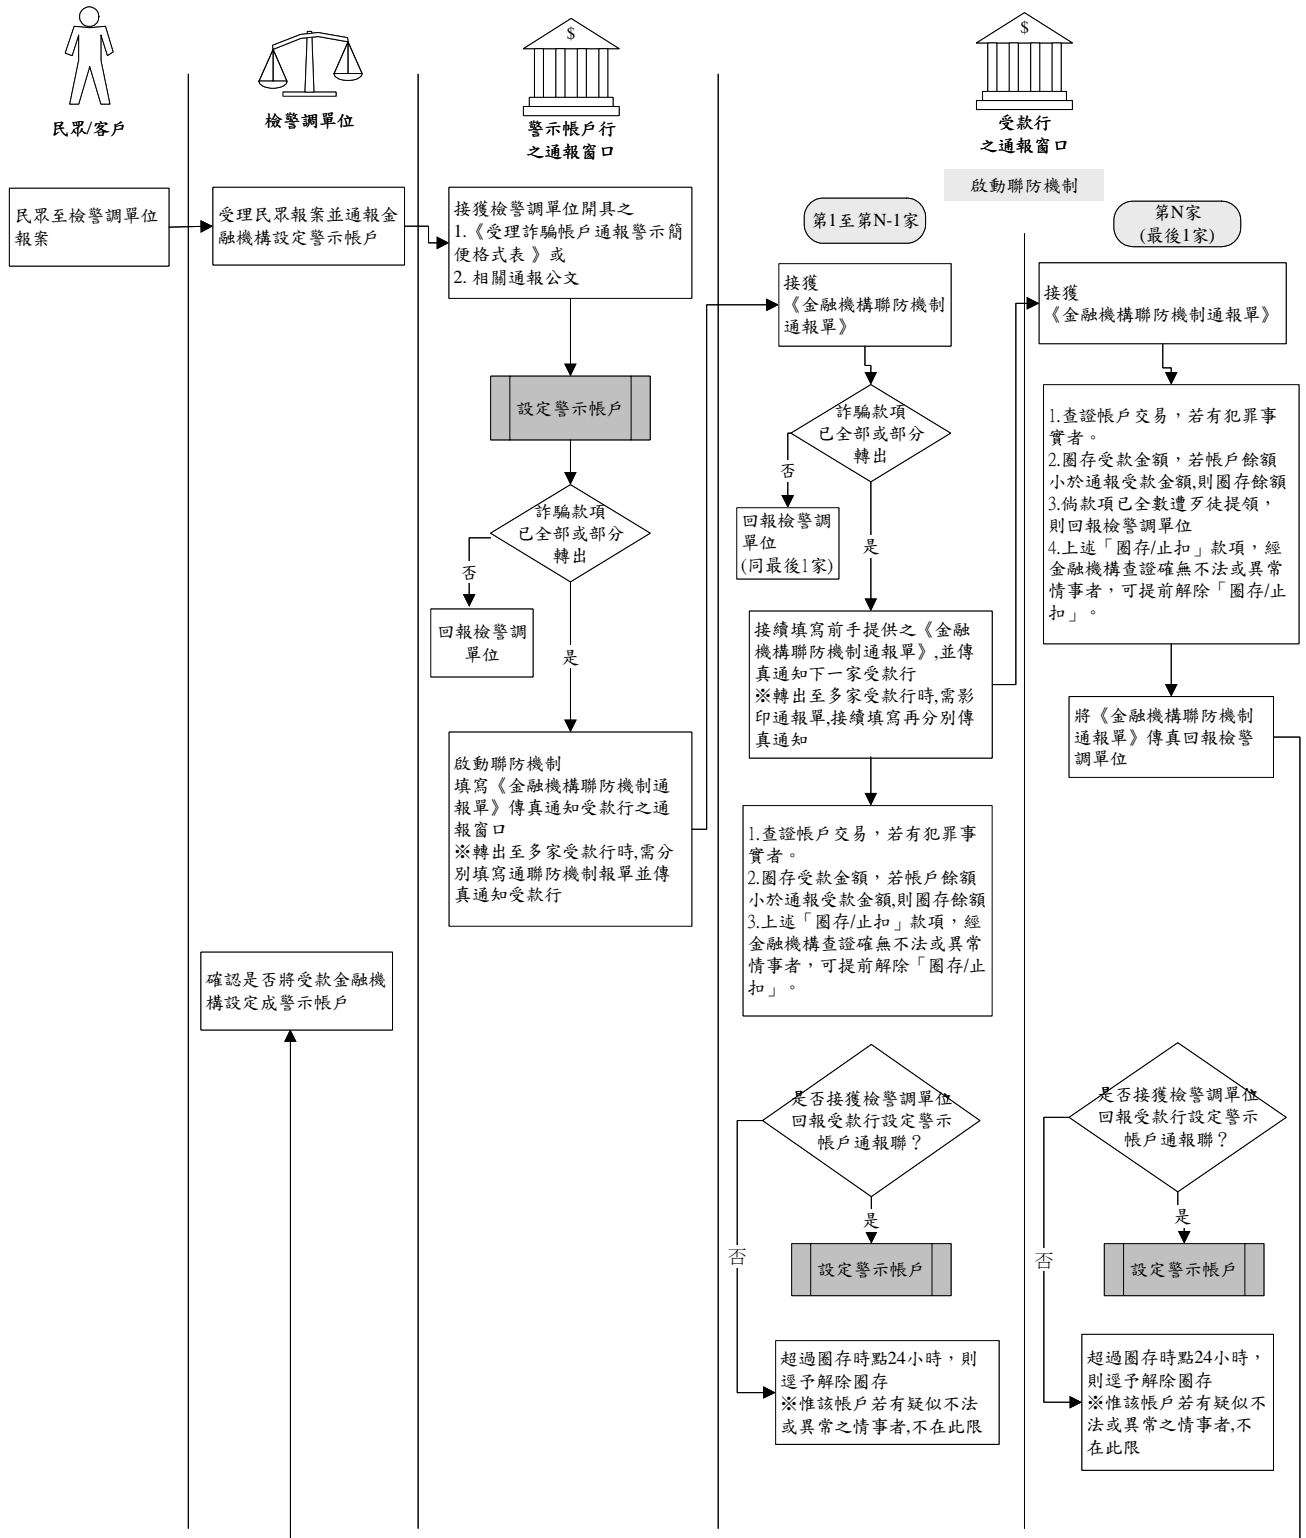 民眾/客戶
檢警調單位
$
警示帳戶行
之通報窗口
$
受款行
之通報窗口
啟動聯防機制
民眾至檢警調單位
報案
受理民眾報案並通報金
融機構設定警示帳戶
接獲檢警調單位開具之
1.《受理詐騙帳戶通報警示簡
便格式表 》或
2. 相關通報公文
設定警示帳戶
詐騙款項
已全部或部分
轉出
否
回報檢警調
單位
是
啟動聯防機制
填寫《金融機構聯防機制通
報單》傳真通知受款行之通
報窗口
※轉出至多家受款行時,需分
別填寫通聯防機制報單並傳
真通知受款行
確認是否將受款金融機
構設定成警示帳戶
第1至第N-1家
接獲
《金融機構聯防機制
通報單》
詐騙款項
已全部或部分
轉出
否
回報檢警調
單位
(同最後1家)
是
接續填寫前手提供之《金融
機構聯防機制通報單》,並傳
真通知下一家受款行
※轉出至多家受款行時,需影
印通報單,接續填寫再分別傳
真通知
1.查證帳戶交易，若有犯罪事
實者。
2.圈存受款金額，若帳戶餘額
小於通報受款金額,則圈存餘額
3.上述「圈存/止扣」款項，經
金融機構查證確無不法或異常
情事者，可提前解除「圈存/止
扣」。
是否接獲檢警調單位
回報受款行設定警示
帳戶通報聯？
是
設定警示帳戶
否
超過圈存時點24小時，則
逕予解除圈存
※惟該帳戶若有疑似不法
或異常之情事者,不在此限
第N家
(最後1家)
接獲
《金融機構聯防機制通報單》
1.查證帳戶交易，若有犯罪事
實者。
2.圈存受款金額，若帳戶餘額
小於通報受款金額,則圈存餘額
3.倘款項已全數遭歹徒提領，
則回報檢警調單位
4.上述「圈存/止扣」款項，經
金融機構查證確無不法或異常
情事者，可提前解除「圈存/止
扣」。
將《金融機構聯防機制
通報單》傳真回報檢警
調單位
是否接獲檢警調單位
回報受款行設定警示
帳戶通報聯？
是
設定警示帳戶
否
超過圈存時點24小時，
則逕予解除圈存
※惟該帳戶若有疑似不
法或異常之情事者,不
在此限